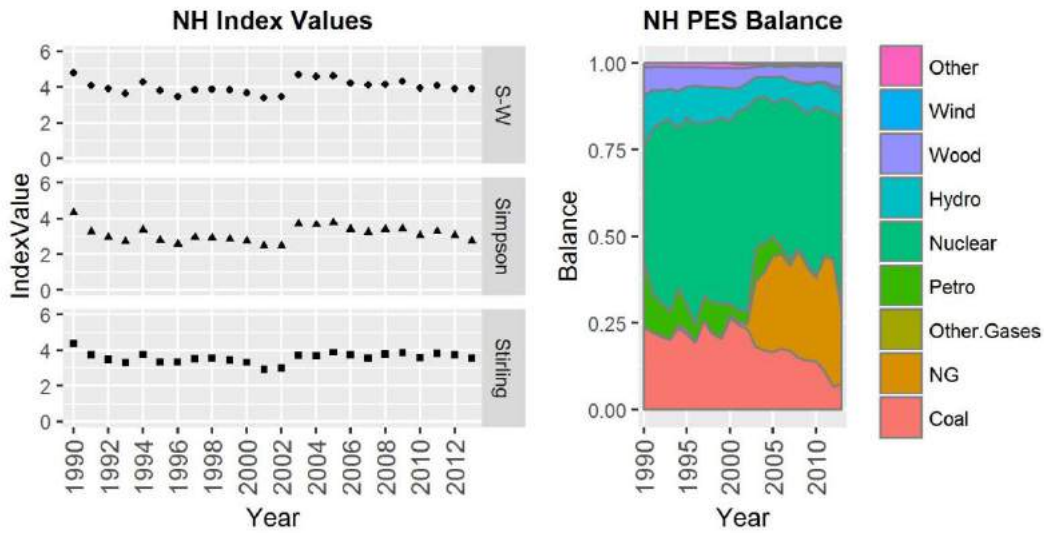 NH Index Values
IndexValue
6
4
2
0
S-W
6
4
2
0
Simpson
6
4
2
0
Stirling
1990
1992
1994
1996
1998
2000
2002
2004
2006
2008
2010
2012
Year
NH PES Balance
Balance
1.00
0.75
0.50
0.25
0.00
1990
1995
2000
2005
2010
Year
Other
Wind
Wood
Hydro
Nuclear
Petro
Other.Gases
NG
Coal